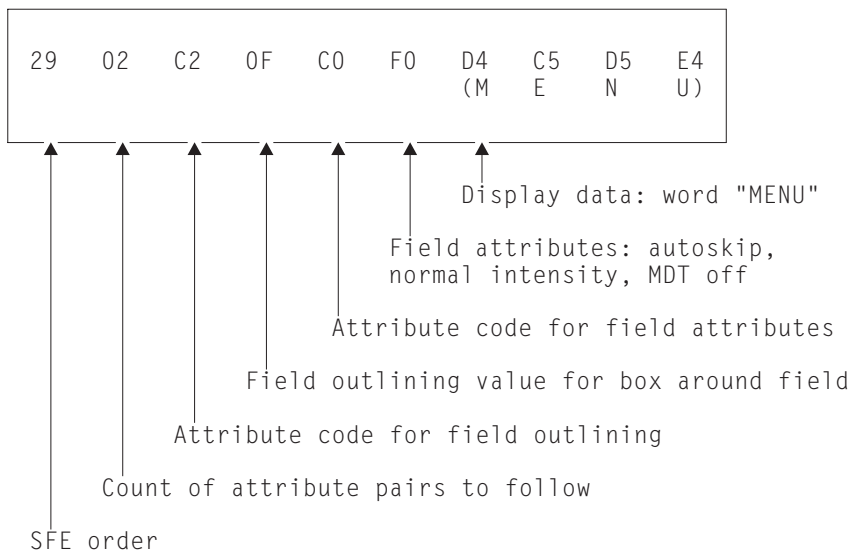 29 02 C2 0F C0 F0 D4 C5 D5 E4
(M E N U)
Display data: word "MENU"
Field attributes: autoskip,
normal intensity, MDT off
Attribute code for field attributes
Field outlining value for box around field
Attribute code for field outlining
Count of attribute pairs to follow
SFE order